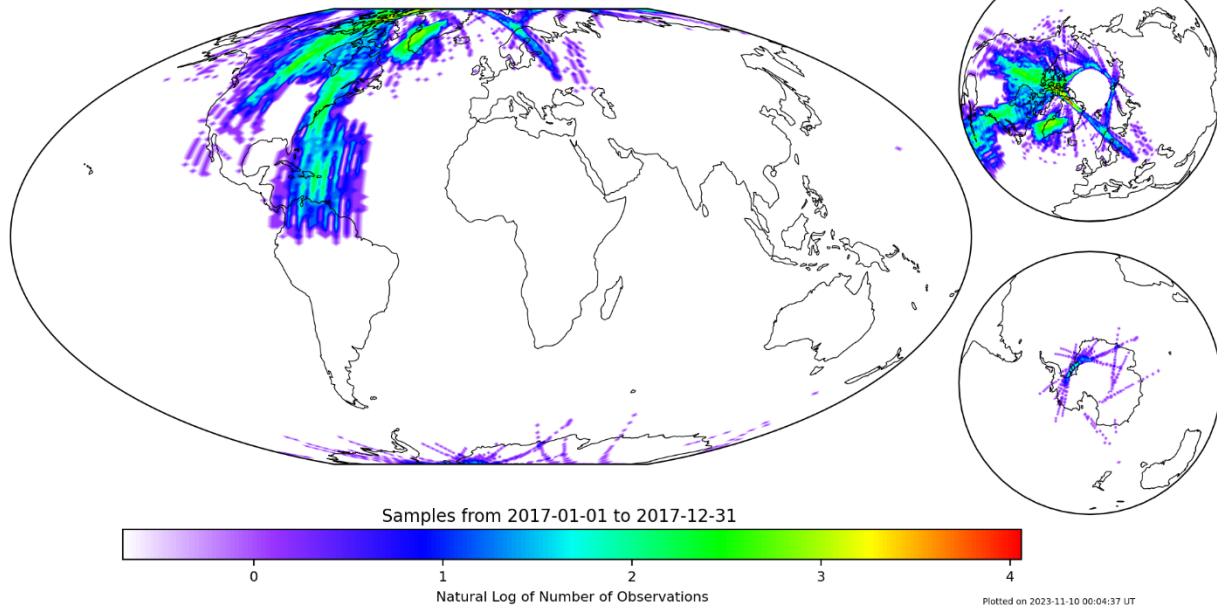 Samples from 2017-01-01 to 2017-12-31
0 1 2 3 4
Natural Log of Number of Observations
Plotted on 2023-11-10 00:04:37 UT